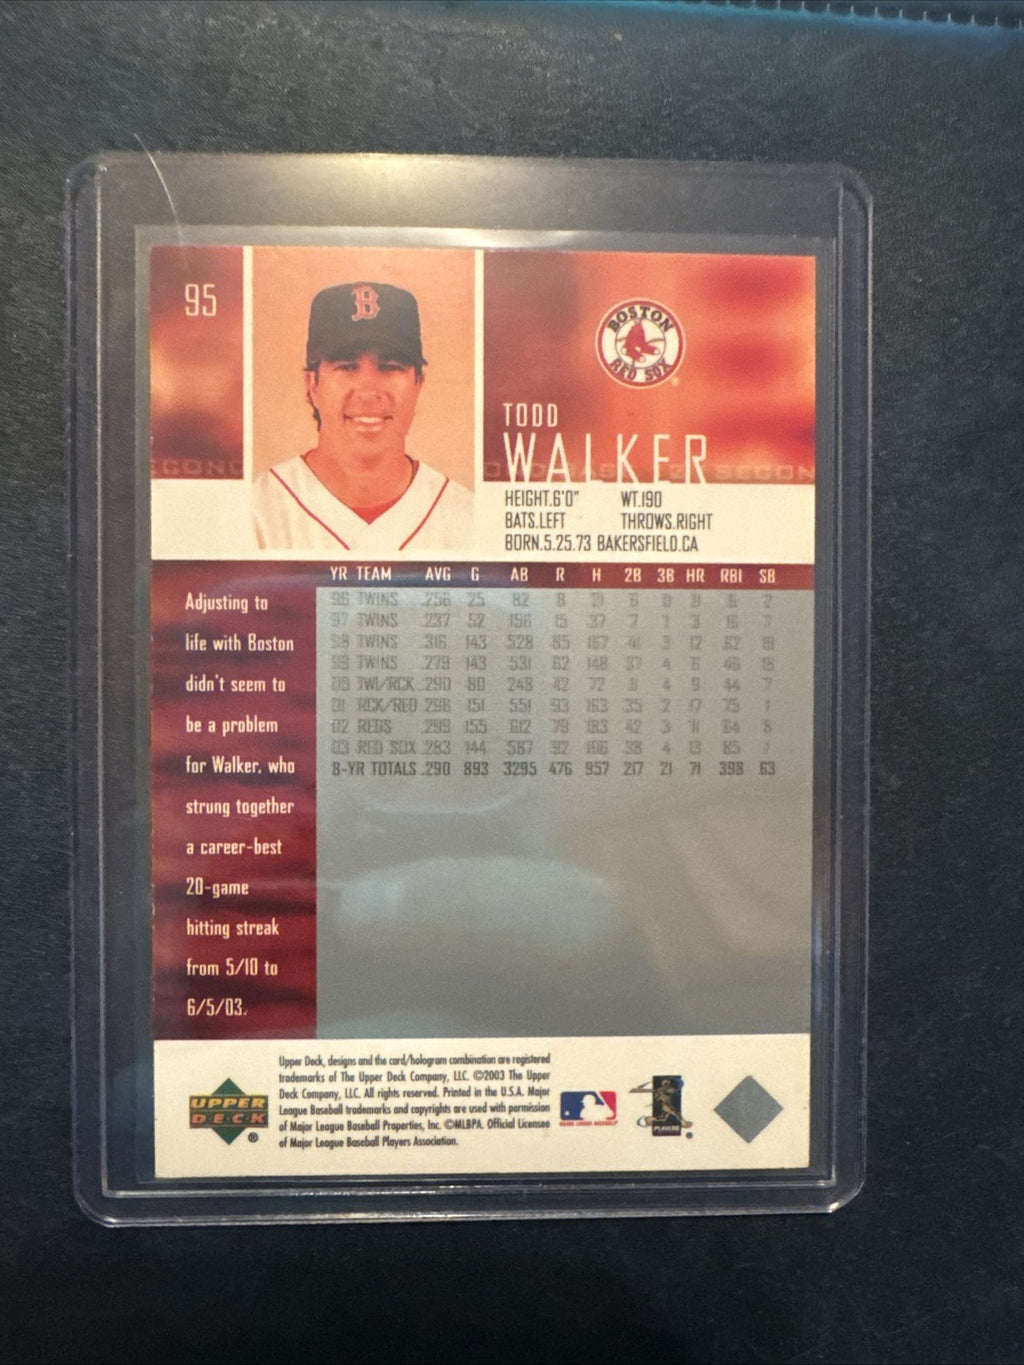 95
B
BOSTON
RED SOX
TODD
WALKER
HEIGHT.6'0" WT.190
BATS.LEFT THROWS.RIGHT
BORN.5.25.73 BAKERSFIELD.CA
YR TEAM AVG G AB R H 2B 3B HR RBI SB
96 TWINS .256 25 82 8 21 6 0 0 6 2
97 TWINS .237 52 156 15 37 7 1 3 16 7
98 TWINS .316 143 528 85 167 41 3 12 62 19
99 TWINS .279 143 531 62 148 37 4 6 46 18
00 TWI/RCK .290 80 248 42 72 11 4 9 44 7
01 RCK/RED .296 151 551 93 163 35 2 17 75 1
02 REDS .299 155 612 79 183 42 3 11 64 8
03 RED SOX .283 144 587 92 166 38 4 13 85 1
8-YR TOTALS .290 893 3295 476 957 217 21 71 398 63
Adjusting to
life with Boston
didn't seem to
be a problem
for Walker, who
strung together
a career-best
20-game
hitting streak
from 5/10 to
6/5/03.
UPPER
DECK
Upper Deck, designs and the card/hologram combination are registered
trademarks of The Upper Deck Company, LLC. ©2003 The Upper
Deck Company, LLC. All rights reserved. Printed in the U.S.A. Major
League Baseball trademarks and copyrights are used with permission
of Major League Baseball Properties, Inc. ©MLBPA. Official Licensee
of Major League Baseball Players Association.
MAJOR LEAGUE BASEBALL
PLAYERS